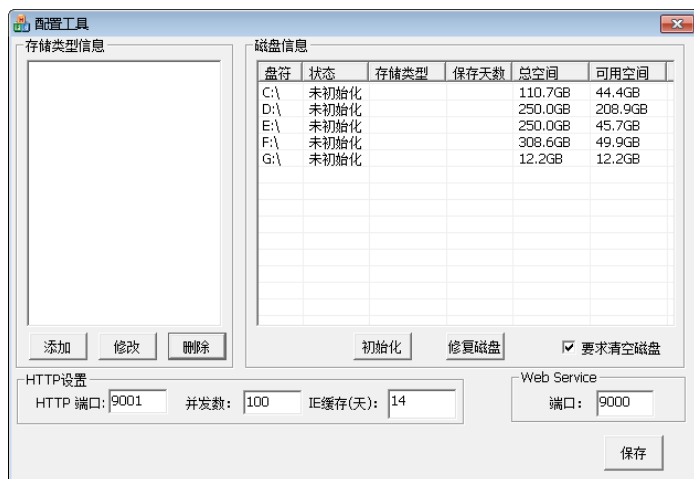 配置工具
存储类型信息
磁盘信息
盘符 状态 存储类型 保存天数 总空间 可用空间
C:\ 未初始化 110.7GB 44.4GB
D:\ 未初始化 250.0GB 208.9GB
E:\ 未初始化 250.0GB 45.7GB
F:\ 未初始化 308.6GB 49.9GB
G:\ 未初始化 12.2GB 12.2GB
添加 修改 删除 初始化 修复磁盘 要求清空磁盘
HTTP设置 Web Service
HTTP 端口: 9001 并发数: 100 IE缓存(天): 14 端口: 9000
保存